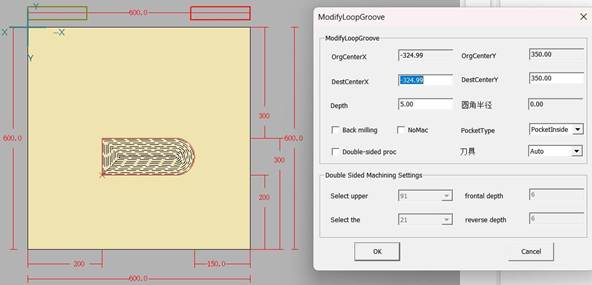 Y
600.0
X
-X
Y
300
600.0
600.0
300
200
200
150.0
600.0
ModifyLoopGroove
ModifyLoopGroove
OrgCenterX -324.99 OrgCenterY 350.00
DestCenterX -324.99 DestCenterY 350.00
Depth 5.00 圆角半径 0.00
Back milling NoMac PocketType PocketInside
Double-sided proc 刀具 Auto
Double Sided Machining Settings
Select upper 91 frontal depth 6
Select the 21 reverse depth 6
OK Cancel